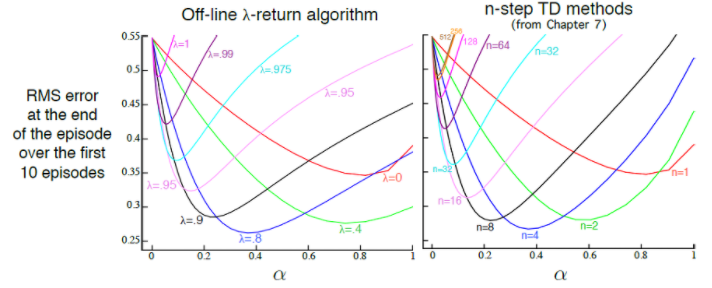 Off-line λ-return algorithm
n-step TD methods
(from Chapter 7)
RMS error
at the end
of the episode
over the first
10 episodes
0.55
0.5
0.45
0.4
0.35
0.3
0.25
0
0.2
0.4
0.6
0.8
1
α
λ=1
λ=.99
λ=.975
λ=.95
λ=0
λ=.95
λ=.9
λ=.4
λ=.8
256
512
128
n=64
n=32
n=32
n=1
n=16
n=8
n=4
n=2
0
0.2
0.4
0.6
0.8
1
α